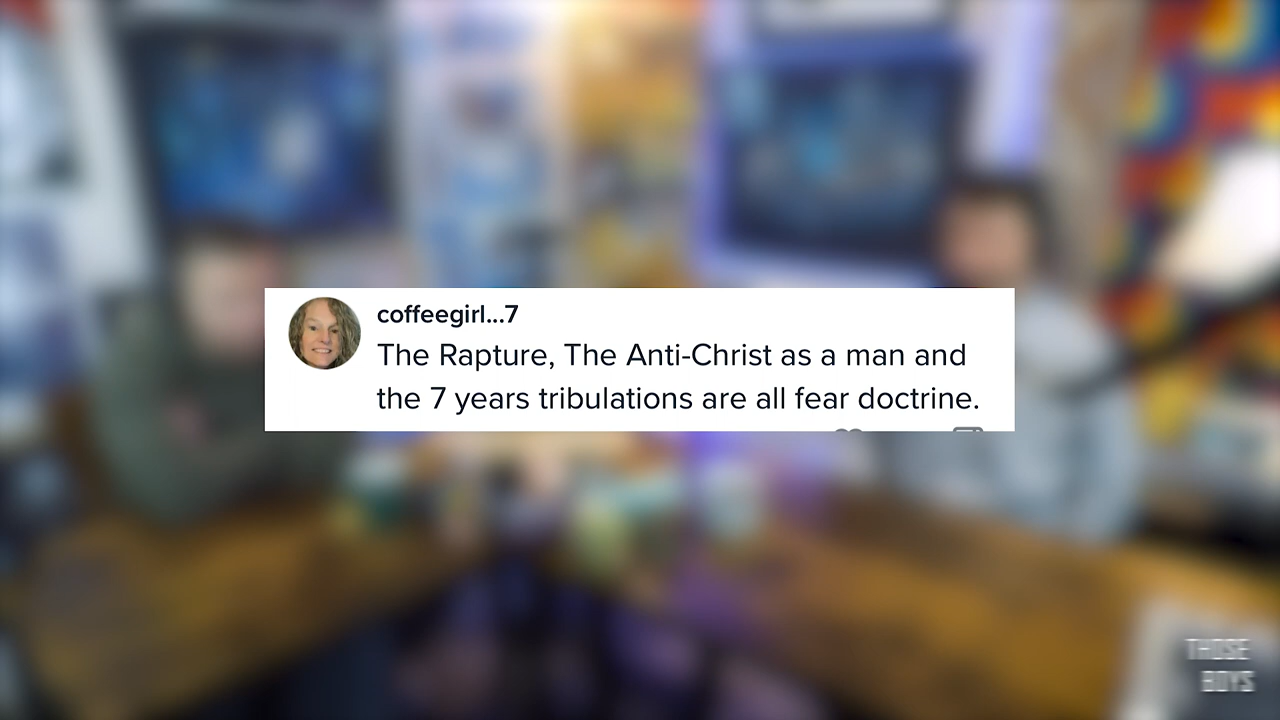 coffeegirl...7
The Rapture, The Anti-Christ as a man and
the 7 years tribulations are all fear doctrine.
THOSE
BOYS